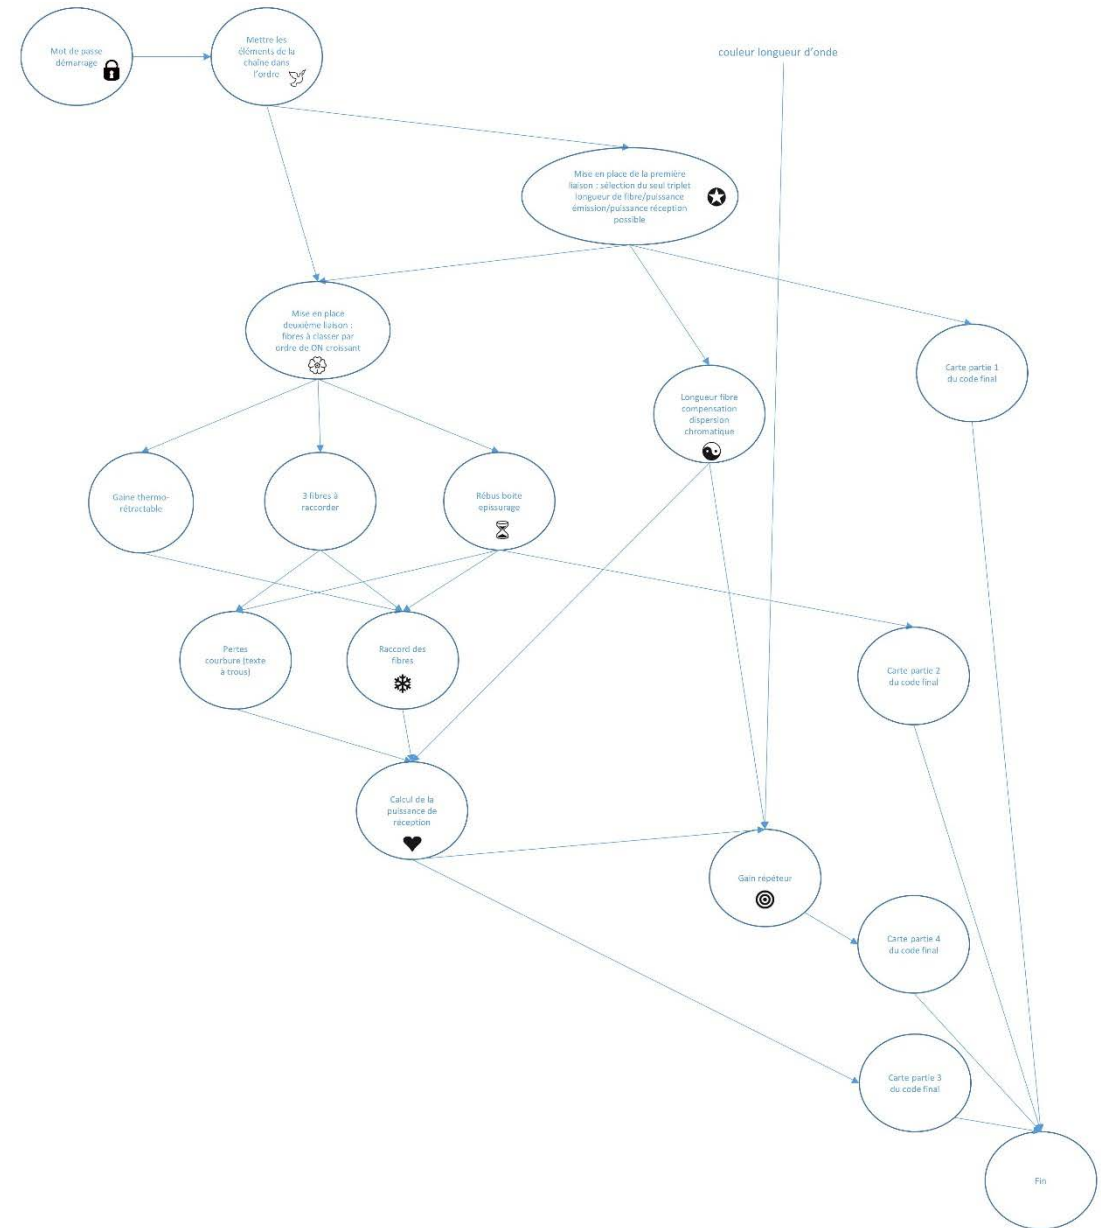 Mot de passe
démarrage
Mettre les
éléments de la
chaîne dans
l'ordre
couleur longueur d'onde
Mise en place de la première
liaison : sélection du seul triplet
longueur de fibre/puissance
émission/puissance réception
possible
Mise en place
deuxième liaison :
fibres à classer par
ordre de ON croissant
Carte partie 1
du code final
Longueur fibre
compensation
dispersion
chromatique
Gaine thermo-
rétractable
3 fibres à
raccorder
Rébus boite
epissurage
Pertes
courbure (texte
à trous)
Raccord des
fibres
Carte partie 2
du code final
Calcul de la
puissance de
réception
Gain répéteur
Carte partie 4
du code final
Carte partie 3
du code final
Fin